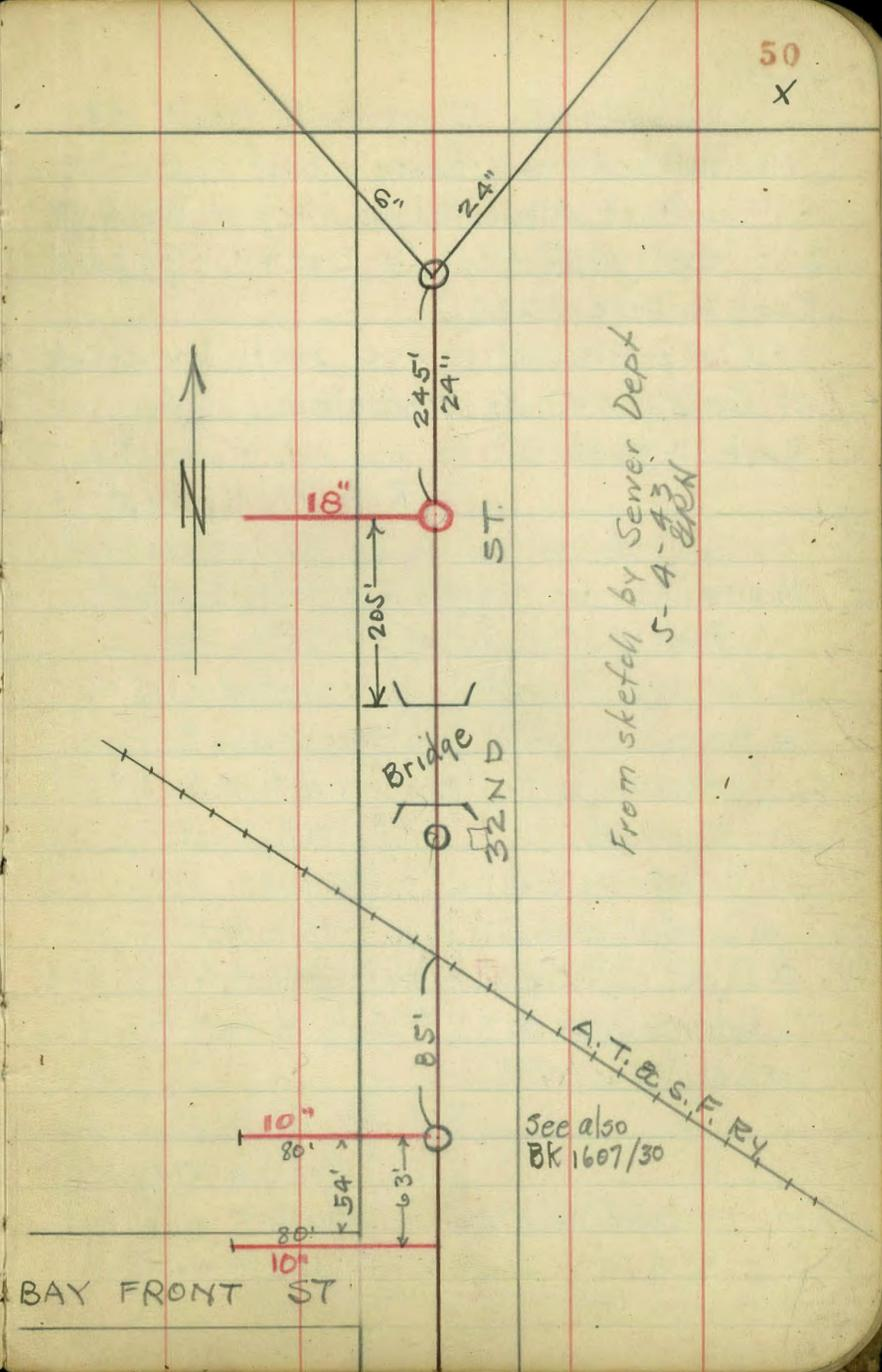 50
X
6"
24"
245'
24"
N
18"
ST.
205'
From sketch by Sewer Dept
5-4-43
ERN
Bridge
32ND
85'
A.T. & S.F. Ry
10"
80'
54'
63'
See also
BK 1607/30
80'
10"
BAY FRONT ST